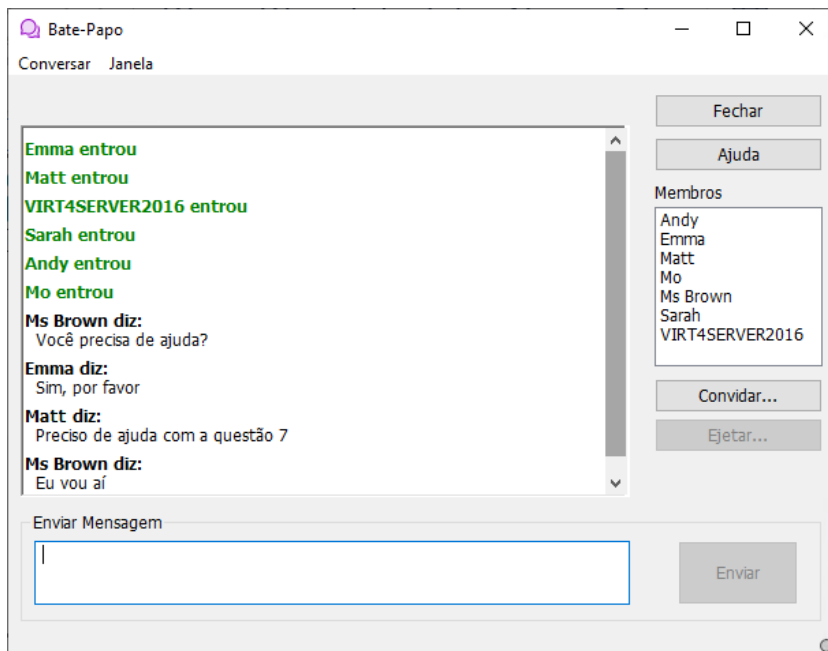 Bate-Papo
Conversar Janela
Fechar
Ajuda
Emma entrou
Matt entrou
VIRT4SERVER2016 entrou
Sarah entrou
Andy entrou
Mo entrou
Ms Brown diz:
Você precisa de ajuda?
Emma diz:
Sim, por favor
Matt diz:
Preciso de ajuda com a questão 7
Ms Brown diz:
Eu vou aí
Membros
Andy
Emma
Matt
Mo
Ms Brown
Sarah
VIRT4SERVER2016
Convidar...
Ejetar...
Enviar Mensagem
Enviar